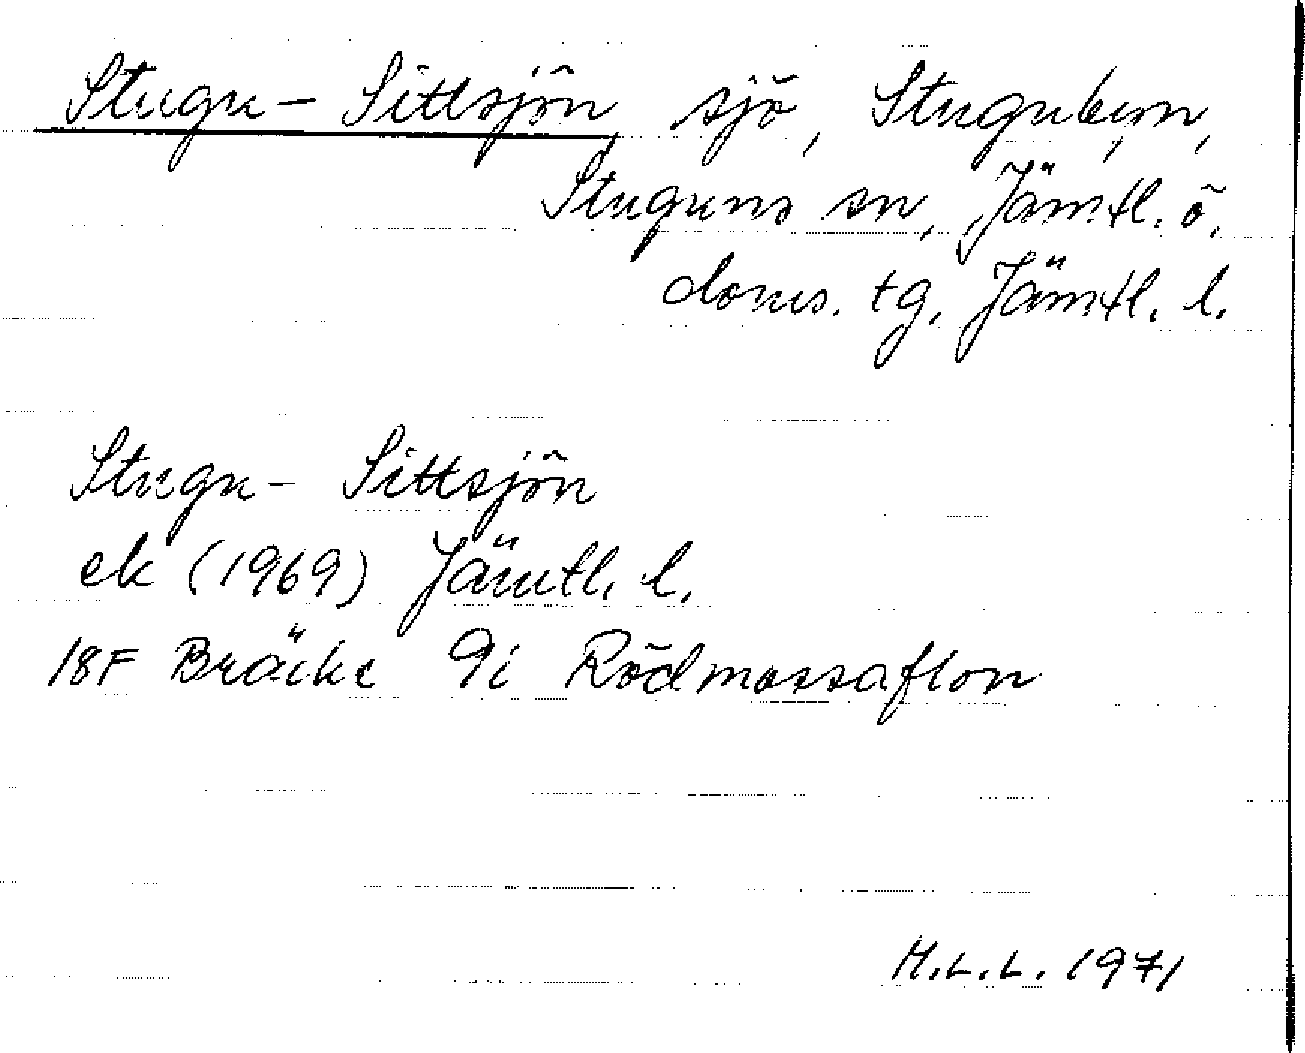 Stugu-Sittsjön sjö, Stugubyn,
Stuguns sn, Jämtl. ö.
doms. tg, Jämtl. l.
Stugu-Sittsjön
ek (1969) Jämtl. l.
18F Bräcke 9i Rödmossaflon
H.L.L. 1971